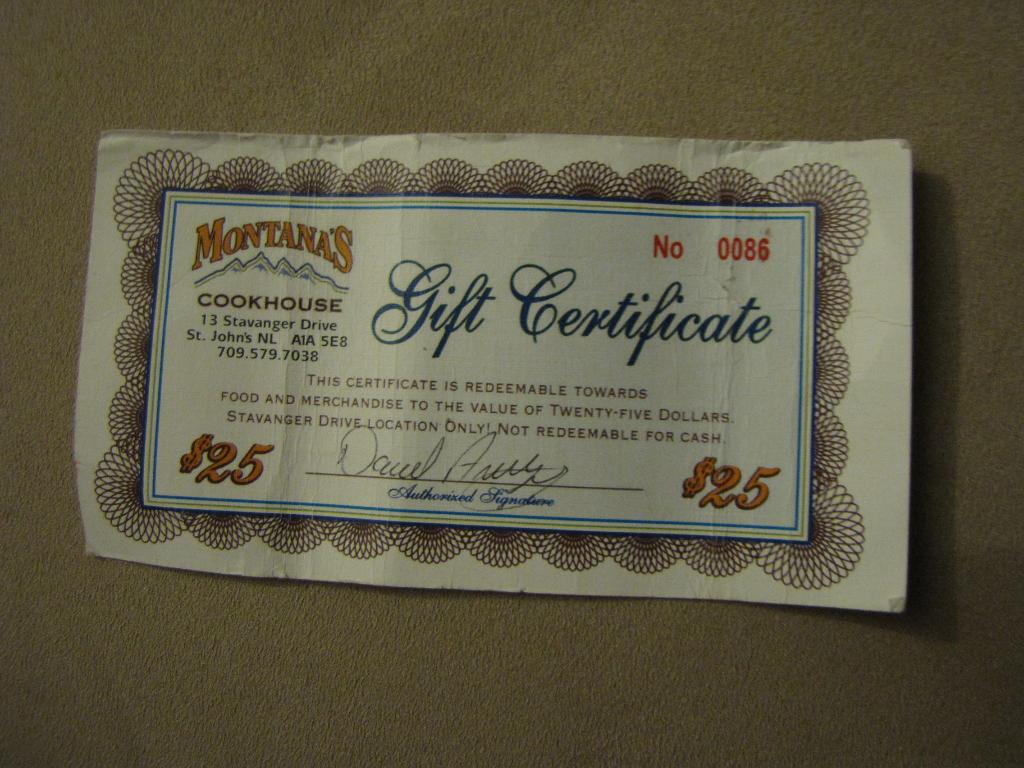 MONTANA'S
COOKHOUSE
13 Stavanger Drive
St. John's NL A1A 5E8
709.579.7038
No 0086
Gift Certificate
THIS CERTIFICATE IS REDEEMABLE TOWARDS
FOOD AND MERCHANDISE TO THE VALUE OF TWENTY-FIVE DOLLARS.
STAVANGER DRIVE LOCATION ONLY! NOT REDEEMABLE FOR CASH.
$25
Authorized Signature
$25